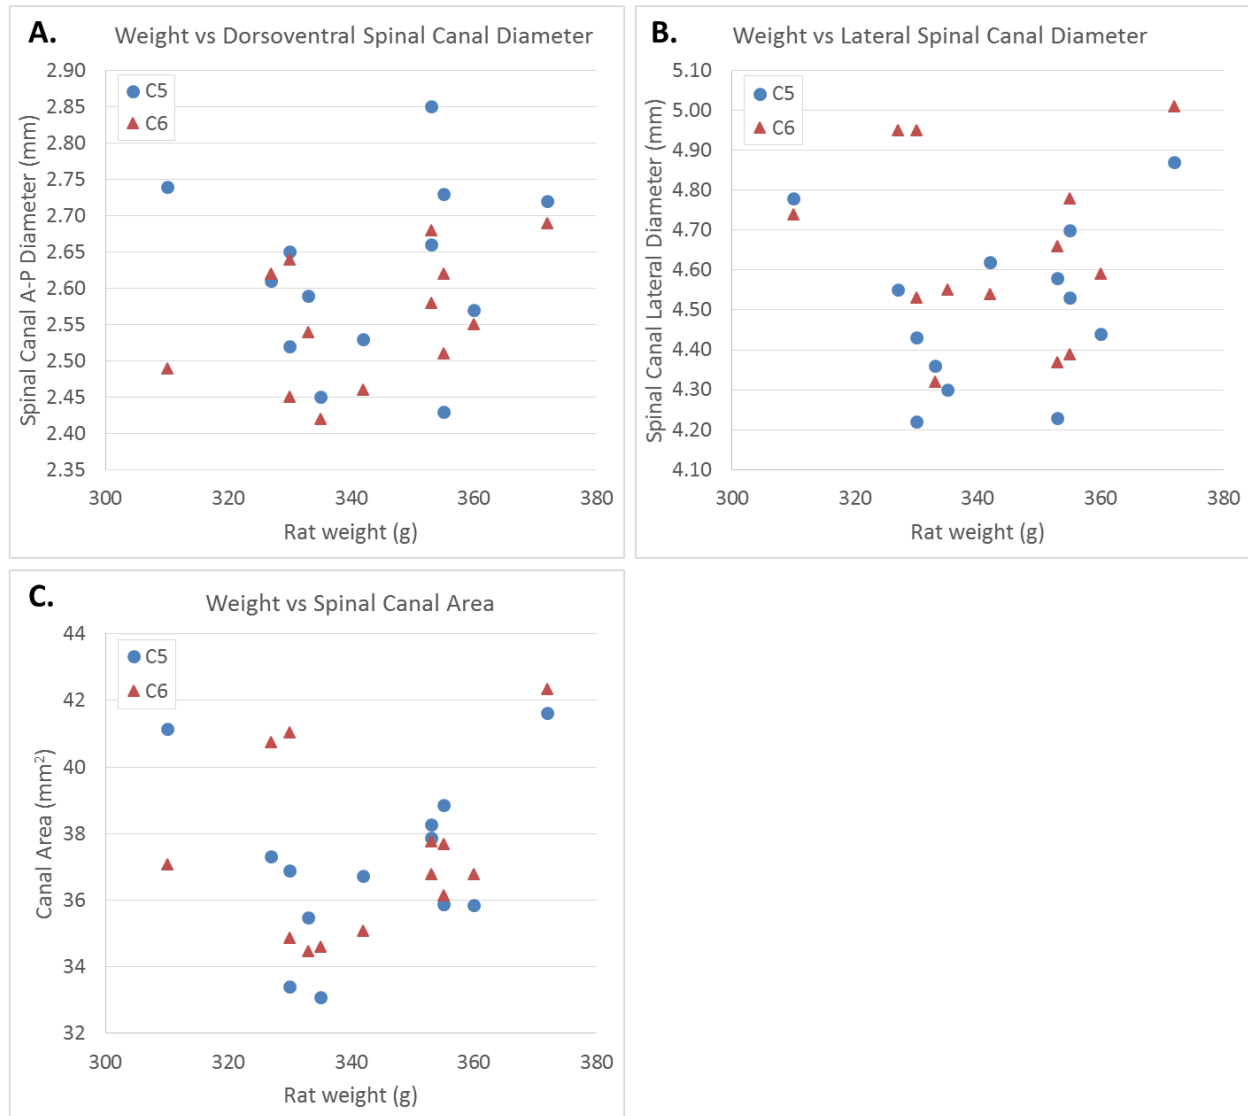 A.
Weight vs Dorsoventral Spinal Canal Diameter
2.90
2.85
2.80
2.75
2.70
2.65
2.60
2.55
2.50
2.45
2.40
2.35
C5
C6
Spinal Canal A-P Diameter (mm)
300 320 340 360 380
Rat weight (g)
B.
Weight vs Lateral Spinal Canal Diameter
5.10
5.00
4.90
4.80
4.70
4.60
4.50
4.40
4.30
4.20
4.10
C5
C6
Spinal Canal Lateral Diameter (mm)
300 320 340 360 380
Rat weight (g)
C.
Weight vs Spinal Canal Area
44
42
40
38
36
34
32
C5
C6
Canal Area (mm²)
300 320 340 360 380
Rat weight (g)